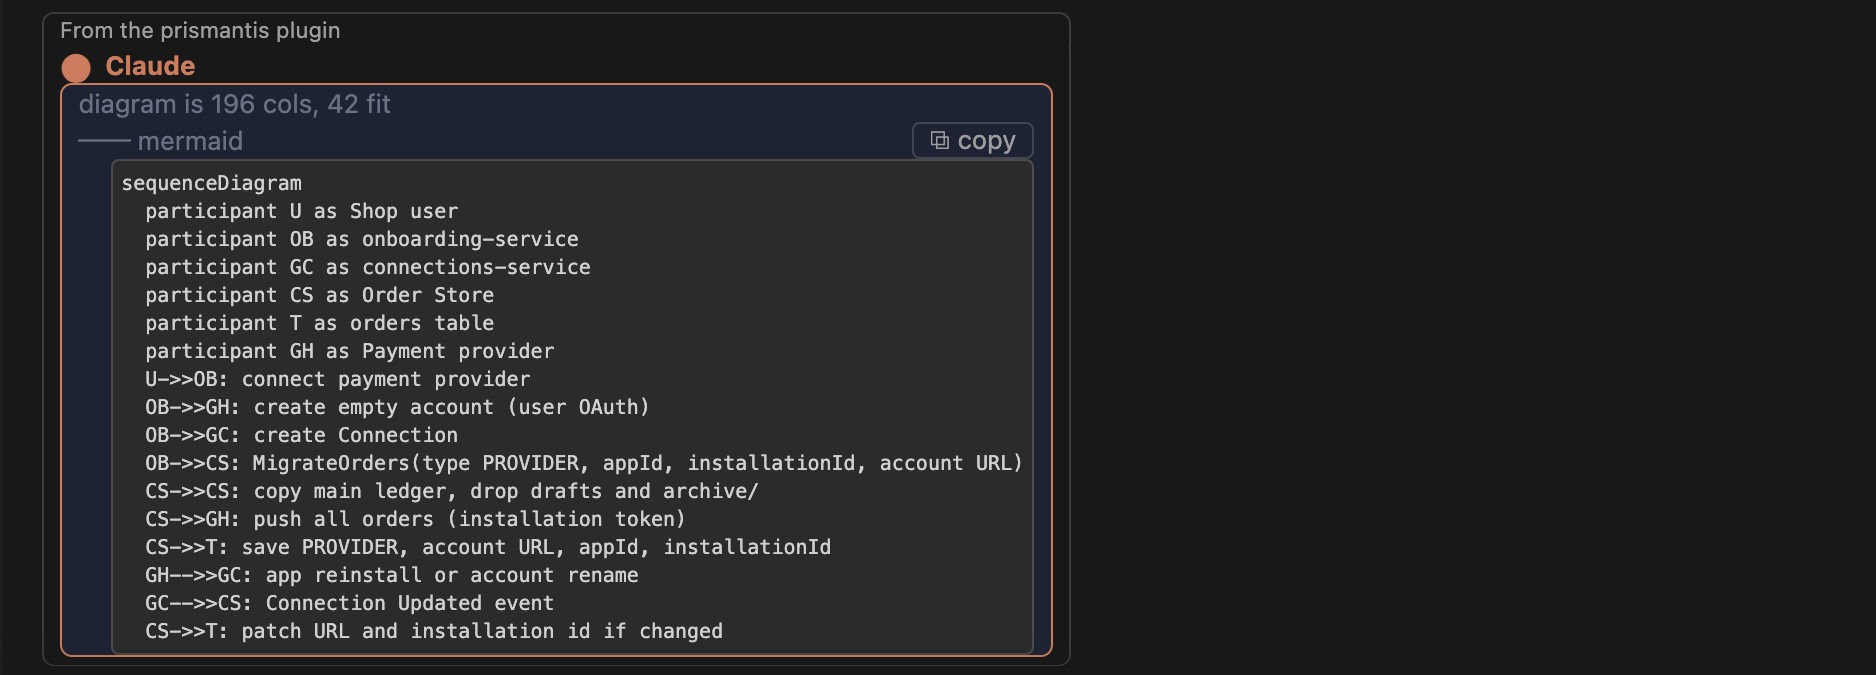 From the prismantis plugin
Claude
diagram is 196 cols, 42 fit
mermaid
copy
sequenceDiagram
  participant U as Shop user
  participant OB as onboarding-service
  participant GC as connections-service
  participant CS as Order Store
  participant T as orders table
  participant GH as Payment provider
  U->>OB: connect payment provider
  OB->>GH: create empty account (user OAuth)
  OB->>GC: create Connection
  OB->>CS: MigrateOrders(type PROVIDER, appId, installationId, account URL)
  CS->>CS: copy main ledger, drop drafts and archive/
  CS->>GH: push all orders (installation token)
  CS->>T: save PROVIDER, account URL, appId, installationId
  GH-->>GC: app reinstall or account rename
  GC-->>CS: Connection Updated event
  CS->>T: patch URL and installation id if changed